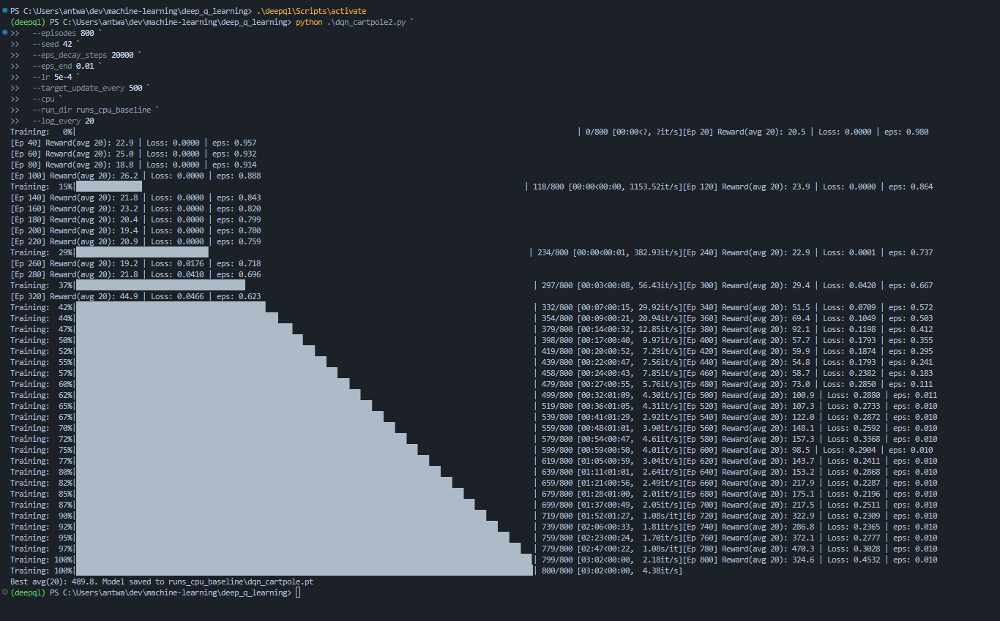 PS C:\Users\antwa\dev\machine-learning\deep_q_learning> .\deepql\Scripts\activate
(deepql) PS C:\Users\antwa\dev\machine-learning\deep_q_learning> python .\dqn_cartpole2.py `
>>   --episodes 800 `
>>   --seed 42 `
>>   --eps_decay_steps 20000 `
>>   --eps_end 0.01 `
>>   --lr 5e-4 `
>>   --target_update_every 500 `
>>   --cpu `
>>   --run_dir runs_cpu_baseline `
>>   --log_every 20
Training:   0%| | 0/800 [00:00<?, ?it/s][Ep 20] Reward(avg 20): 20.5 | Loss: 0.0000 | eps: 0.980
[Ep 40] Reward(avg 20): 22.9 | Loss: 0.0000 | eps: 0.957
[Ep 60] Reward(avg 20): 25.0 | Loss: 0.0000 | eps: 0.932
[Ep 80] Reward(avg 20): 18.8 | Loss: 0.0000 | eps: 0.914
[Ep 100] Reward(avg 20): 26.2 | Loss: 0.0000 | eps: 0.888
Training:  15%| | 118/800 [00:00<00:00, 1153.52it/s][Ep 120] Reward(avg 20): 23.9 | Loss: 0.0000 | eps: 0.864
[Ep 140] Reward(avg 20): 21.8 | Loss: 0.0000 | eps: 0.843
[Ep 160] Reward(avg 20): 23.2 | Loss: 0.0000 | eps: 0.820
[Ep 180] Reward(avg 20): 20.4 | Loss: 0.0000 | eps: 0.799
[Ep 200] Reward(avg 20): 19.4 | Loss: 0.0000 | eps: 0.780
[Ep 220] Reward(avg 20): 20.9 | Loss: 0.0000 | eps: 0.759
Training:  29%| | 234/800 [00:00<00:01, 382.93it/s][Ep 240] Reward(avg 20): 22.9 | Loss: 0.0001 | eps: 0.737
[Ep 260] Reward(avg 20): 19.2 | Loss: 0.0176 | eps: 0.718
[Ep 280] Reward(avg 20): 21.8 | Loss: 0.0410 | eps: 0.696
Training:  37%| | 297/800 [00:03<00:08, 56.43it/s][Ep 300] Reward(avg 20): 29.4 | Loss: 0.0420 | eps: 0.667
[Ep 320] Reward(avg 20): 44.9 | Loss: 0.0466 | eps: 0.623
Training:  42%| | 332/800 [00:07<00:15, 29.92it/s][Ep 340] Reward(avg 20): 51.5 | Loss: 0.0709 | eps: 0.572
Training:  44%| | 354/800 [00:09<00:21, 20.94it/s][Ep 360] Reward(avg 20): 69.4 | Loss: 0.1049 | eps: 0.503
Training:  47%| | 379/800 [00:14<00:32, 12.85it/s][Ep 380] Reward(avg 20): 92.1 | Loss: 0.1198 | eps: 0.412
Training:  50%| | 398/800 [00:17<00:40,  9.97it/s][Ep 400] Reward(avg 20): 57.7 | Loss: 0.1793 | eps: 0.355
Training:  52%| | 419/800 [00:20<00:52,  7.29it/s][Ep 420] Reward(avg 20): 59.9 | Loss: 0.1874 | eps: 0.295
Training:  55%| | 439/800 [00:22<00:47,  7.56it/s][Ep 440] Reward(avg 20): 54.8 | Loss: 0.1793 | eps: 0.241
Training:  57%| | 458/800 [00:24<00:43,  7.85it/s][Ep 460] Reward(avg 20): 58.7 | Loss: 0.2382 | eps: 0.183
Training:  60%| | 479/800 [00:27<00:55,  5.76it/s][Ep 480] Reward(avg 20): 73.0 | Loss: 0.2850 | eps: 0.111
Training:  62%| | 499/800 [00:32<01:09,  4.30it/s][Ep 500] Reward(avg 20): 100.9 | Loss: 0.2880 | eps: 0.011
Training:  65%| | 519/800 [00:36<01:05,  4.31it/s][Ep 520] Reward(avg 20): 107.3 | Loss: 0.2733 | eps: 0.010
Training:  67%| | 539/800 [00:41<01:29,  2.92it/s][Ep 540] Reward(avg 20): 122.0 | Loss: 0.2872 | eps: 0.010
Training:  70%| | 559/800 [00:48<01:01,  3.90it/s][Ep 560] Reward(avg 20): 148.1 | Loss: 0.2592 | eps: 0.010
Training:  72%| | 579/800 [00:54<00:47,  4.61it/s][Ep 580] Reward(avg 20): 157.3 | Loss: 0.3368 | eps: 0.010
Training:  75%| | 599/800 [00:59<00:50,  4.01it/s][Ep 600] Reward(avg 20): 98.5 | Loss: 0.2904 | eps: 0.010
Training:  77%| | 619/800 [01:05<00:59,  3.04it/s][Ep 620] Reward(avg 20): 143.7 | Loss: 0.2411 | eps: 0.010
Training:  80%| | 639/800 [01:11<01:01,  2.64it/s][Ep 640] Reward(avg 20): 153.2 | Loss: 0.2868 | eps: 0.010
Training:  82%| | 659/800 [01:21<00:56,  2.49it/s][Ep 660] Reward(avg 20): 217.9 | Loss: 0.2287 | eps: 0.010
Training:  85%| | 679/800 [01:28<01:00,  2.01it/s][Ep 680] Reward(avg 20): 175.1 | Loss: 0.2196 | eps: 0.010
Training:  87%| | 699/800 [01:37<00:49,  2.05it/s][Ep 700] Reward(avg 20): 217.5 | Loss: 0.2511 | eps: 0.010
Training:  90%| | 719/800 [01:52<01:27,  1.08s/it][Ep 720] Reward(avg 20): 322.9 | Loss: 0.2309 | eps: 0.010
Training:  92%| | 739/800 [02:06<00:33,  1.81it/s][Ep 740] Reward(avg 20): 286.8 | Loss: 0.2365 | eps: 0.010
Training:  95%| | 759/800 [02:23<00:24,  1.70it/s][Ep 760] Reward(avg 20): 372.1 | Loss: 0.2777 | eps: 0.010
Training:  97%| | 779/800 [02:47<00:22,  1.08s/it][Ep 780] Reward(avg 20): 470.3 | Loss: 0.3028 | eps: 0.010
Training: 100%| | 799/800 [03:02<00:00,  2.18it/s][Ep 800] Reward(avg 20): 324.6 | Loss: 0.4532 | eps: 0.010
Training: 100%| | 800/800 [03:02<00:00,  4.38it/s]
Best avg(20): 489.8. Model saved to runs_cpu_baseline\dqn_cartpole.pt
(deepql) PS C:\Users\antwa\dev\machine-learning\deep_q_learning>